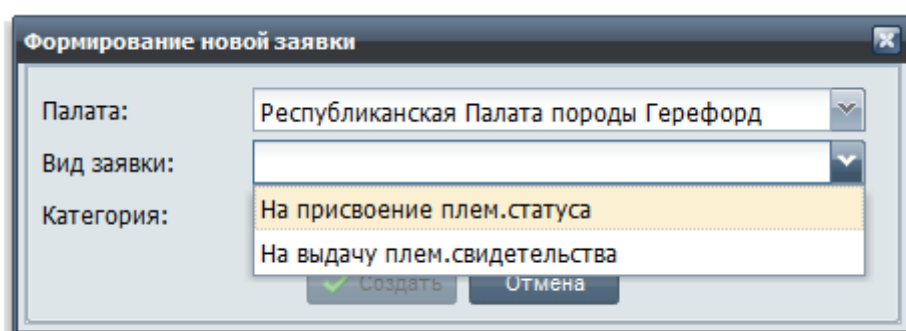 Формирование новой заявки
Палата: Республиканская Палата породы Герефорд
Вид заявки:
На присвоение плем.статуса
Категория:
На выдачу плем.свидетельства
Создать Отмена